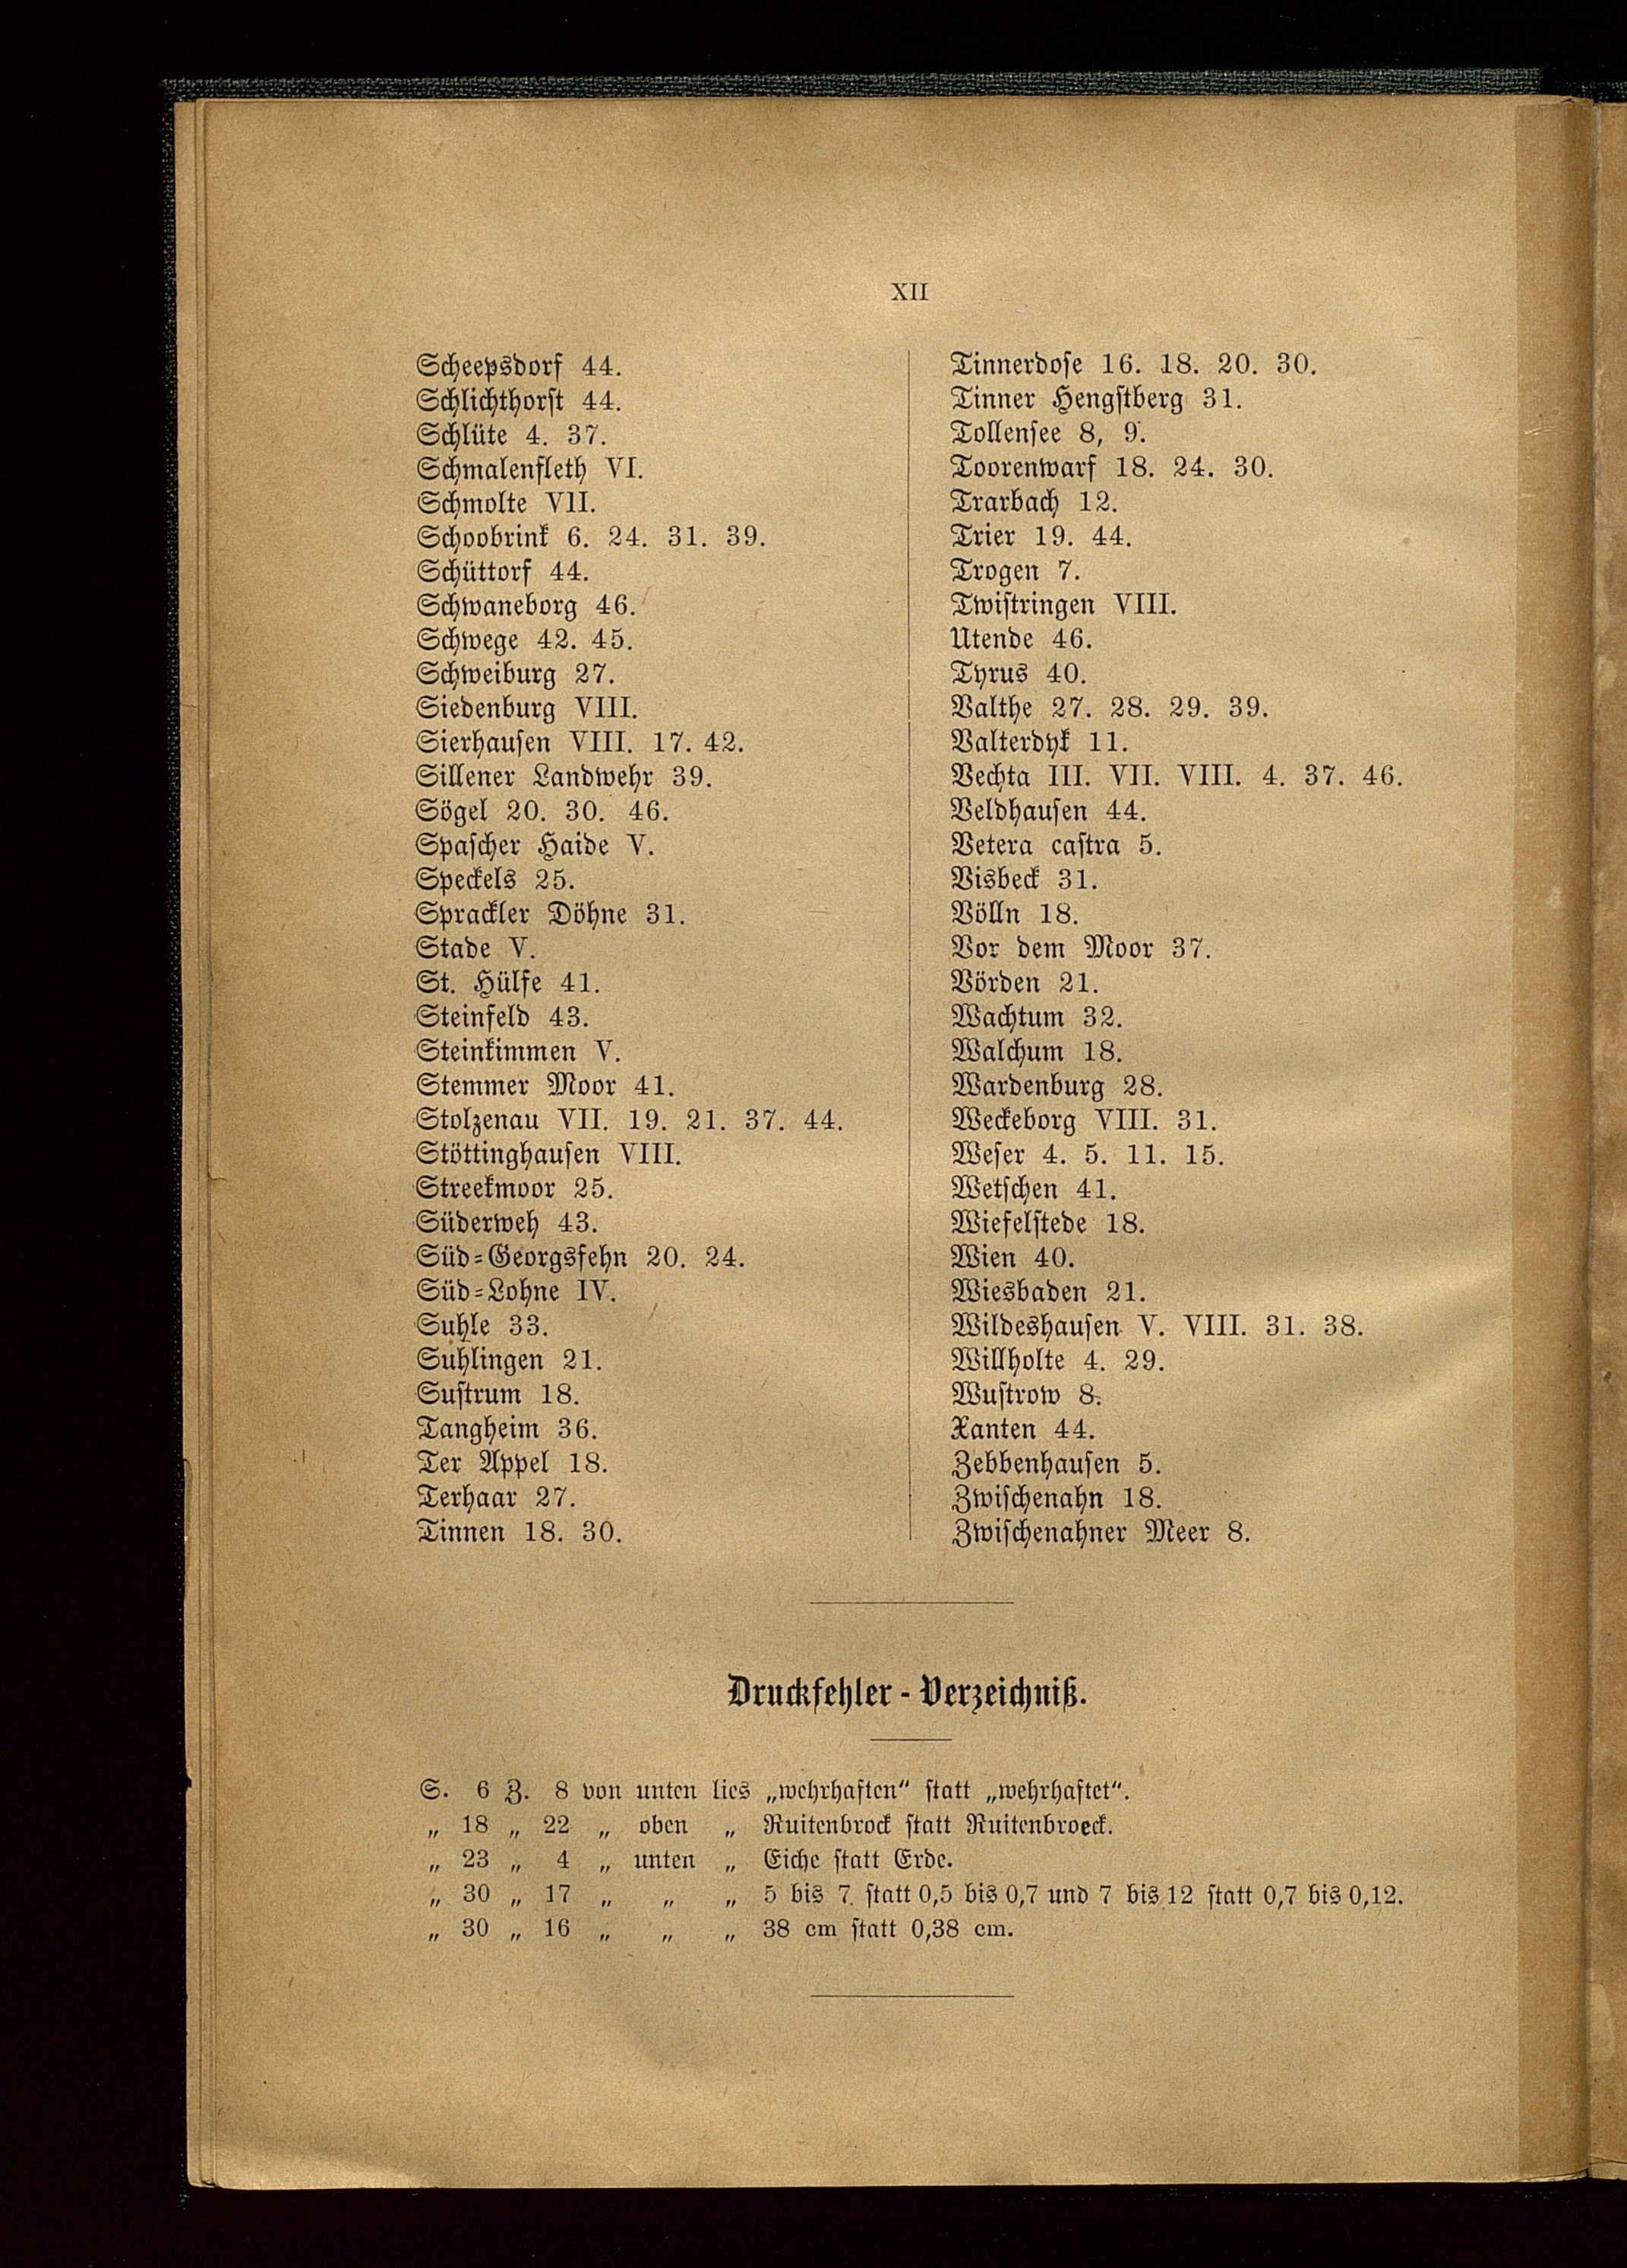 XII
Scheepsdorf 44.
Schlichthorst 44.
Schlüte 4. 37.
Schmalenfleth VI.
Schmolte VII.
Schoobrink 6. 24. 31. 39.
Schüttorf 44.
Schwaneborg 46.
Schwege 42. 45.
Schweiburg 27.
Siedenburg VIII.
Sierhausen VIII. 17. 42.
Sillener Landwehr 39.
Sögel 20. 30. 46.
Spascher Haide V.
Speckels 25.
Sprackler Döhne 31.
Stade V.
St. Hülfe 41.
Steinfeld 43.
Steinkimmen V.
Stemmer Moor 41.
Stolzenau VII. 19. 21. 37. 44.
Stöttinghausen VIII.
Streekmoor 25.
Süderweh 43.
Süd-Georgsfehn 20. 24.
Süd-Lohne IV.
Suhle 33.
Suhlingen 21.
Sustrum 18.
Tangheim 36.
Ter Appel 18.
Terhaar 27.
Tinnen 18. 30.
Tinnerdose 16. 18. 20. 30.
Tinner Hengstberg 31.
Tollensee 8, 9.
Toorenwarf 18. 24. 30.
Trarbach 12.
Trier 19. 44.
Trogen 7.
Twistringen VIII.
Utende 46.
Tyrus 40.
Valthe 27. 28. 29. 39.
Valterdyk 11.
Vechta III. VII. VIII. 4. 37. 46.
Veldhausen 44.
Vetera castra 5.
Visbeck 31.
Völln 18.
Vor dem Moor 37.
Vörden 21.
Wachtum 32.
Walchum 18.
Wardenburg 28.
Weckeborg VIII. 31.
Weser 4. 5. 11. 15.
Wetschen 41.
Wiefelstede 18.
Wien 40.
Wiesbaden 21.
Wildeshausen V. VIII. 31. 38.
Willholte 4. 29.
Wustrow 8.
Xanten 44.
Zebbenhausen 5.
Zwischenahn 18.
Zwischenahner Meer 8.
Druckfehler-Verzeichniß.
S. 6 Z. 8 von unten lies „wehrhaften“ statt „wehrhaftet“.
„ 18 „ 22 „ oben „ Ruitenbrock statt Ruitenbroeck.
„ 23 „ 4 „ unten „ Eiche statt Erde.
„ 30 „ 17 „ „ „ 5 bis 7 statt 0,5 bis 0,7 und 7 bis 12 statt 0,7 bis 0,12.
„ 30 „ 16 „ „ „ 38 cm statt 0,38 cm.